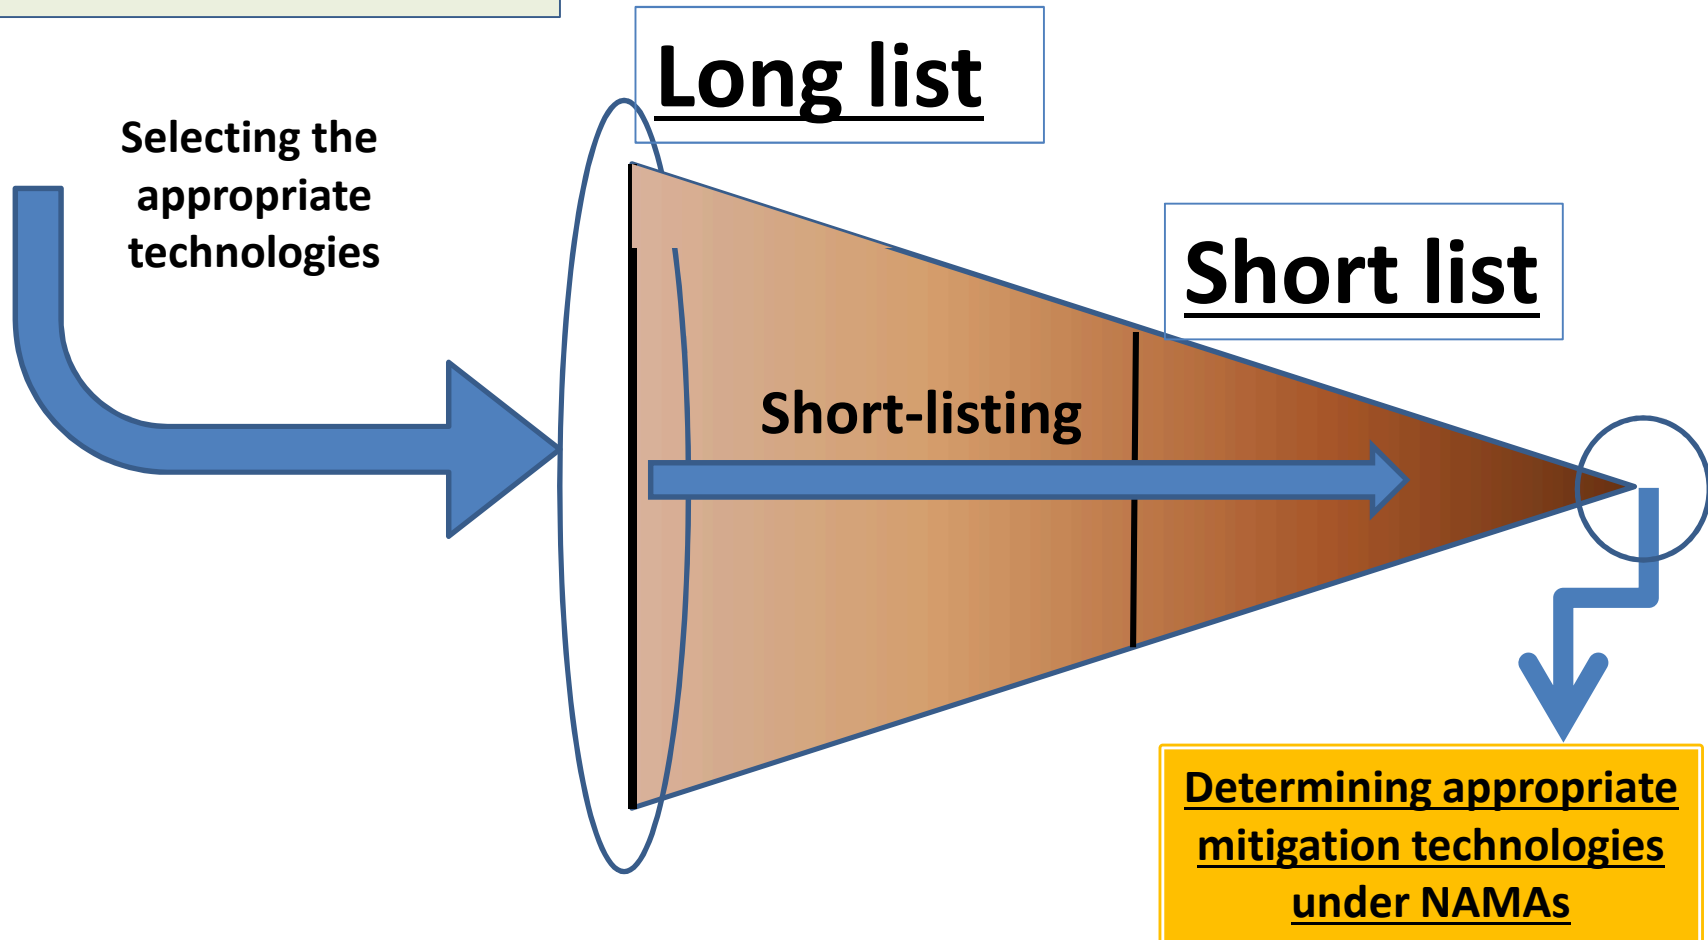 Long list
Selecting the
appropriate
technologies
Short list
Short-listing
Determining appropriate
mitigation technologies
under NAMAs